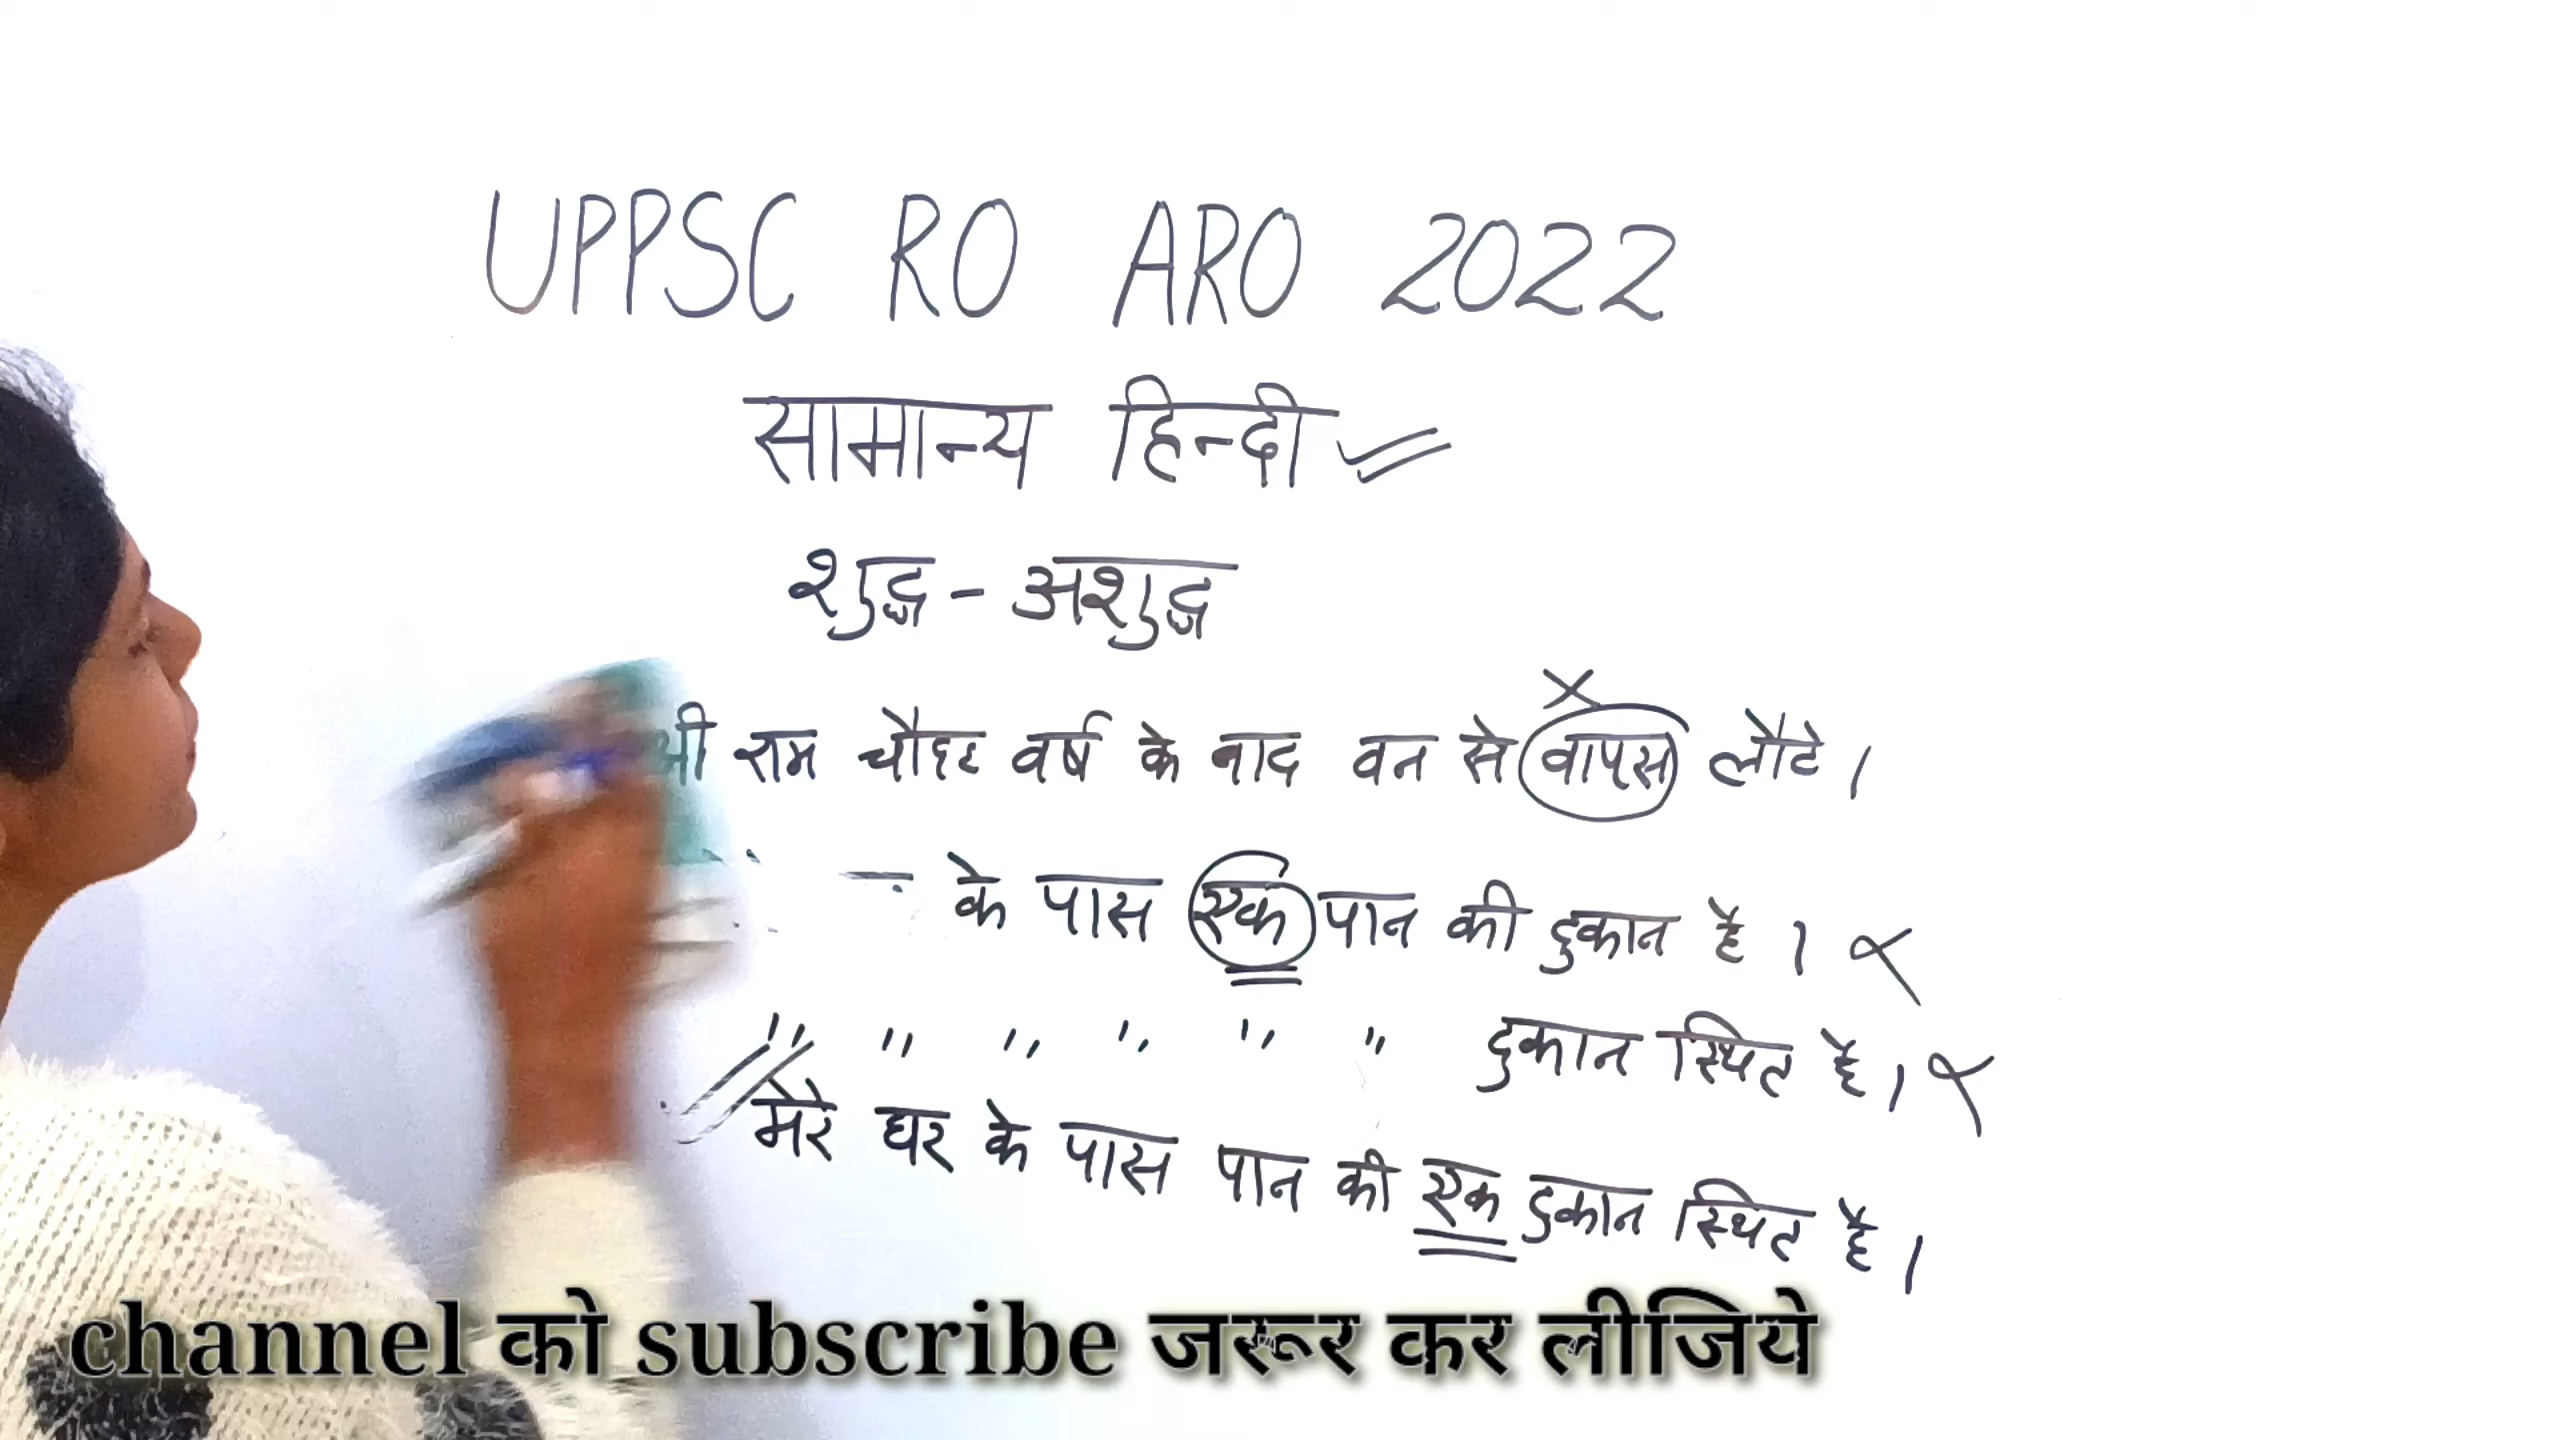 UPPSC RO ARO 2022
सामान्य हिन्दी
शुद्ध - अशुद्ध
श्री राम चौदह वर्ष के बाद वन से वापस लौटे ।
के पास एक पान की दुकान है ।
" " " " " " दुकान स्थित है ।
मेरे घर के पास पान की एक दुकान स्थित है ।
channel को subscribe जरूर कर लीजिये